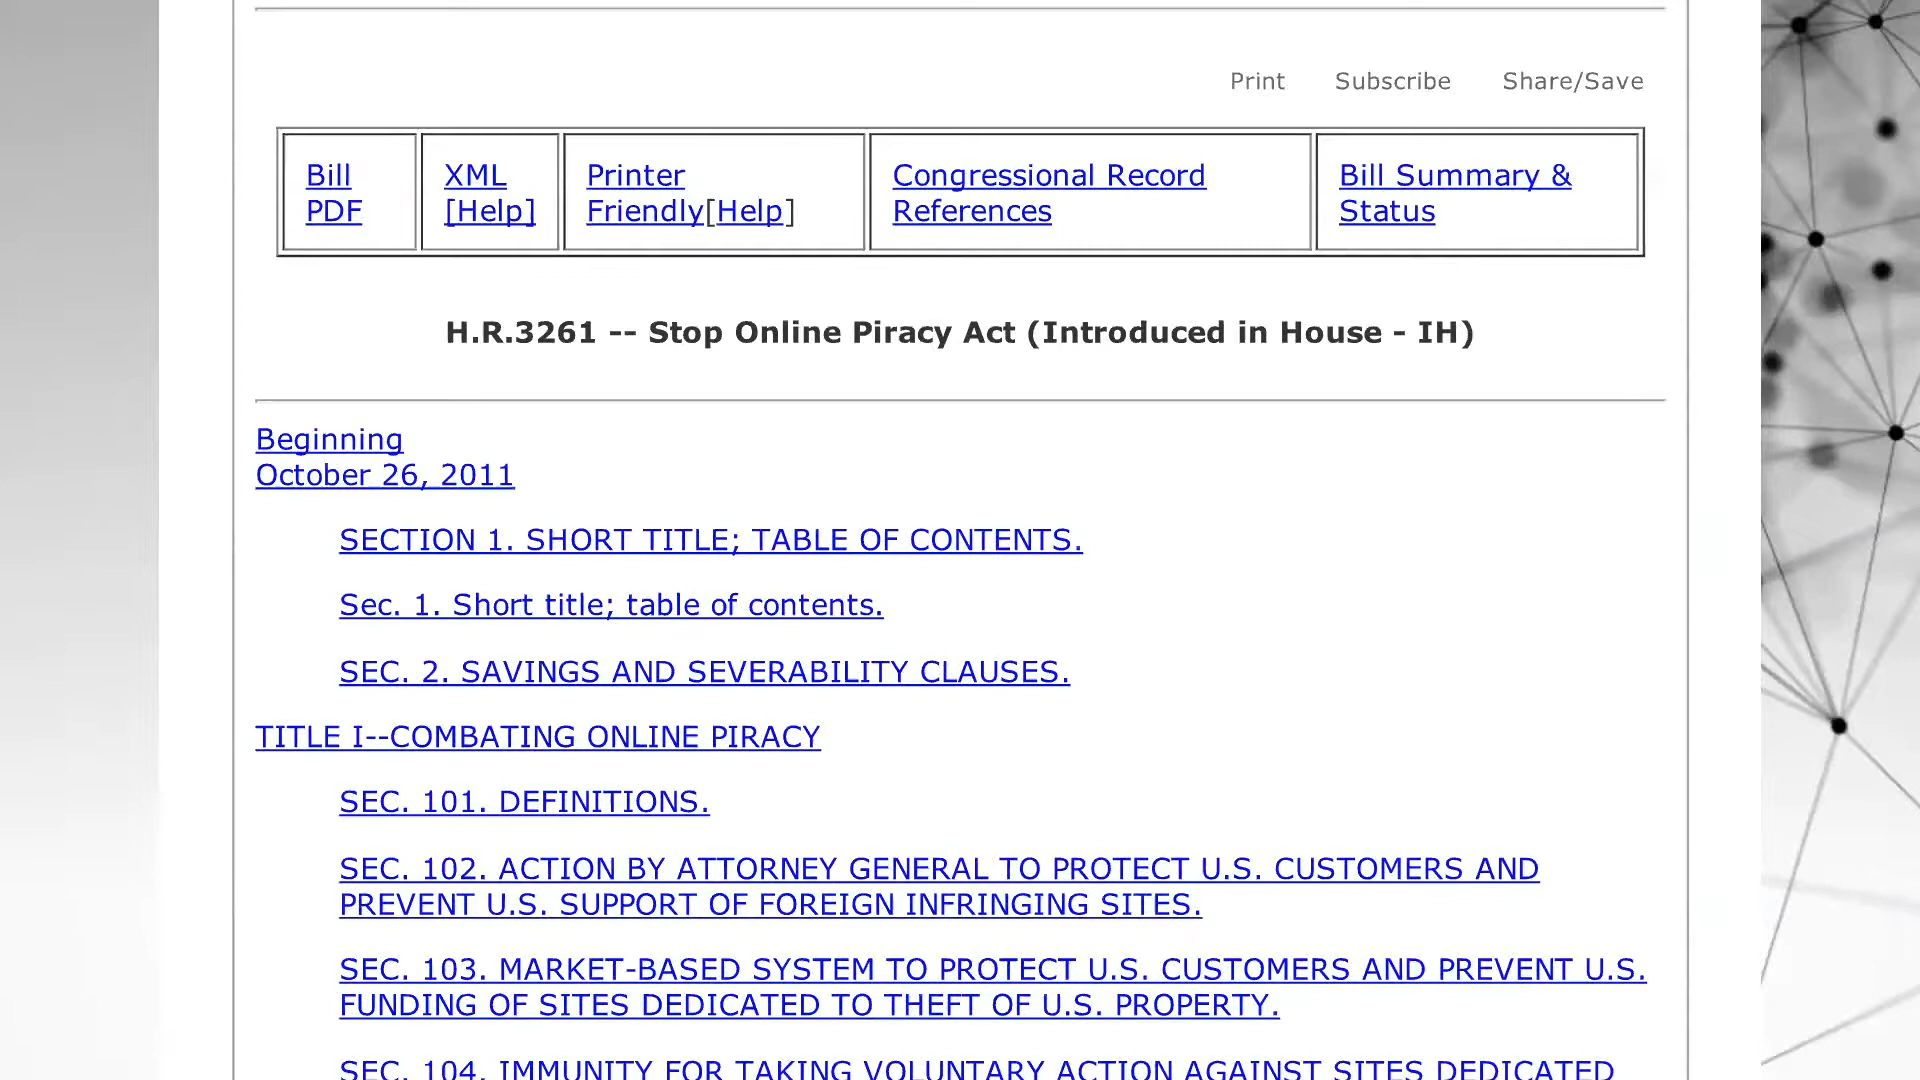 Print Subscribe Share/Save
Bill PDF XML [Help] Printer Friendly[Help] Congressional Record References Bill Summary & Status
H.R.3261 -- Stop Online Piracy Act (Introduced in House - IH)
Beginning
October 26, 2011
SECTION 1. SHORT TITLE; TABLE OF CONTENTS.
Sec. 1. Short title; table of contents.
SEC. 2. SAVINGS AND SEVERABILITY CLAUSES.
TITLE I--COMBATING ONLINE PIRACY
SEC. 101. DEFINITIONS.
SEC. 102. ACTION BY ATTORNEY GENERAL TO PROTECT U.S. CUSTOMERS AND
PREVENT U.S. SUPPORT OF FOREIGN INFRINGING SITES.
SEC. 103. MARKET-BASED SYSTEM TO PROTECT U.S. CUSTOMERS AND PREVENT U.S.
FUNDING OF SITES DEDICATED TO THEFT OF U.S. PROPERTY.
SEC. 104. IMMUNITY FOR TAKING VOLUNTARY ACTION AGAINST SITES DEDICATED